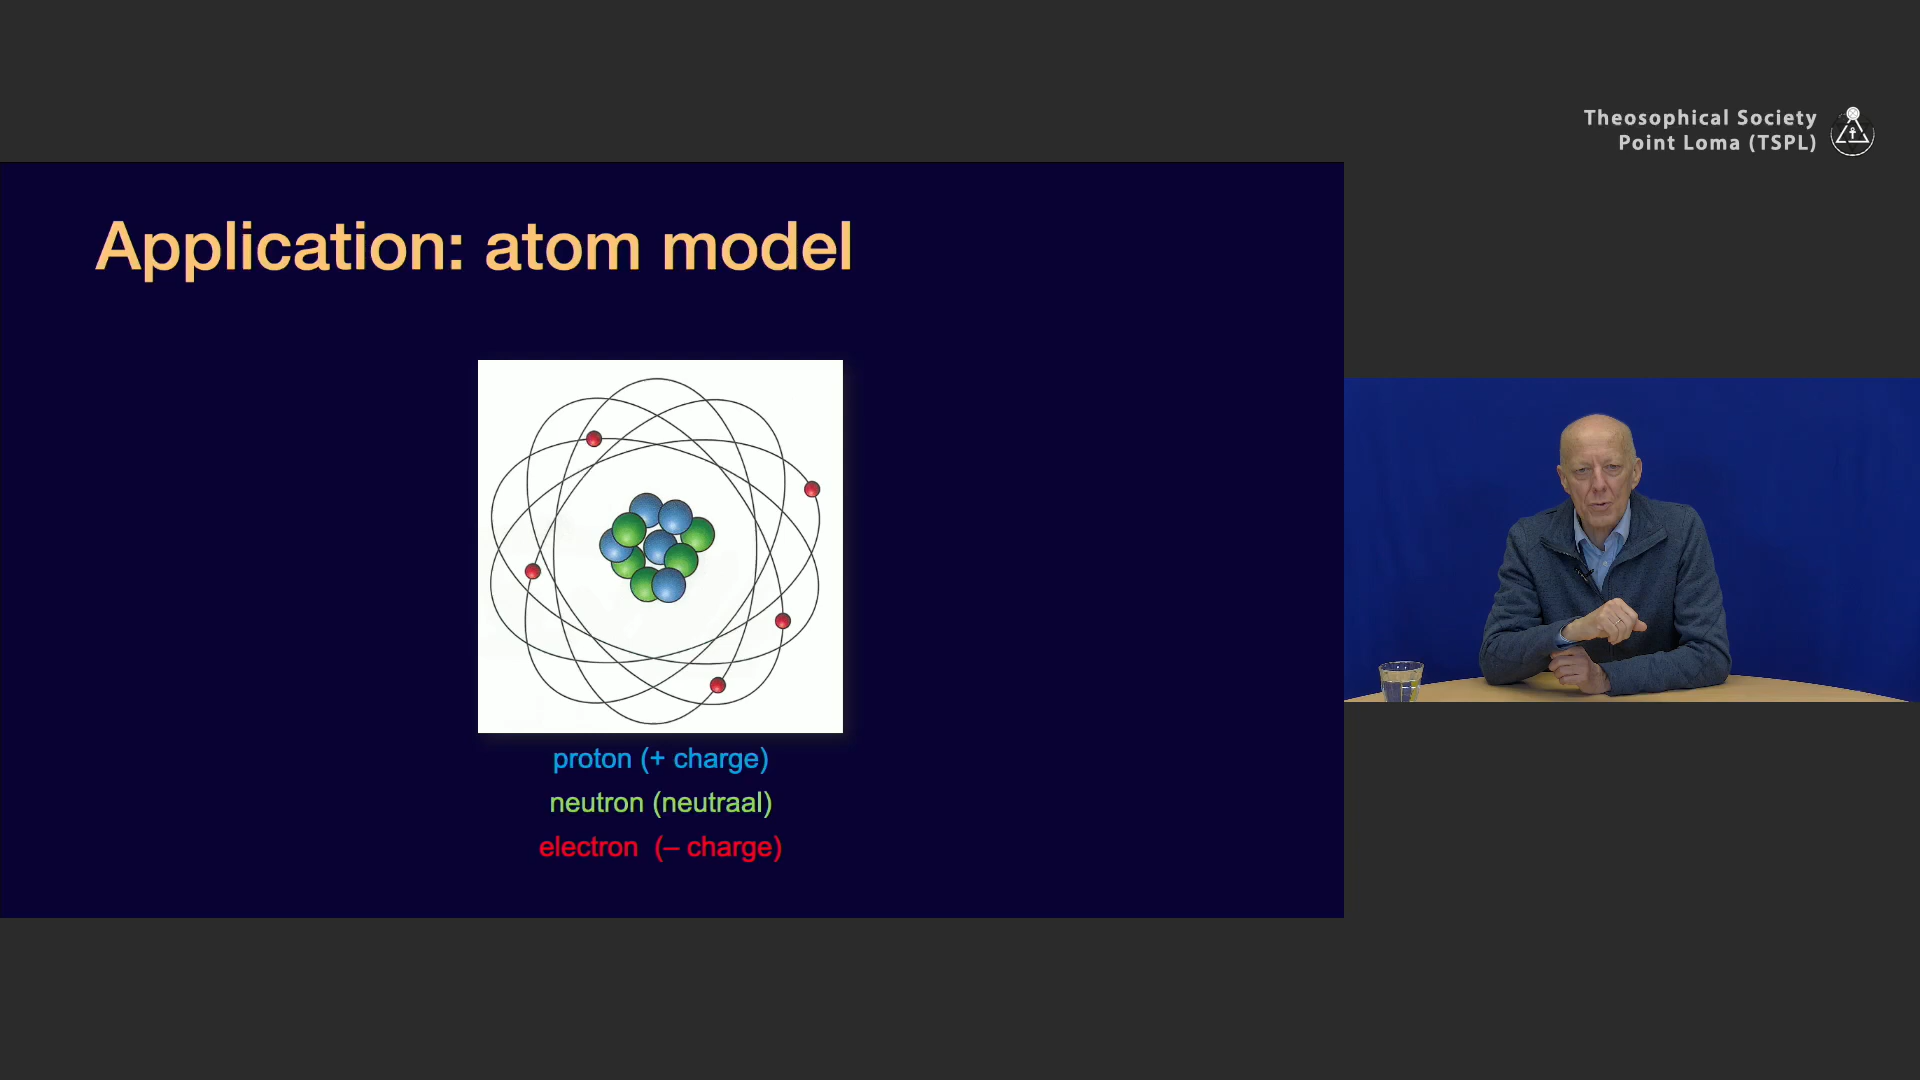 Theosophical Society
Point Loma (TSPL)
Application: atom model
proton (+ charge)
neutron (neutraal)
electron (– charge)